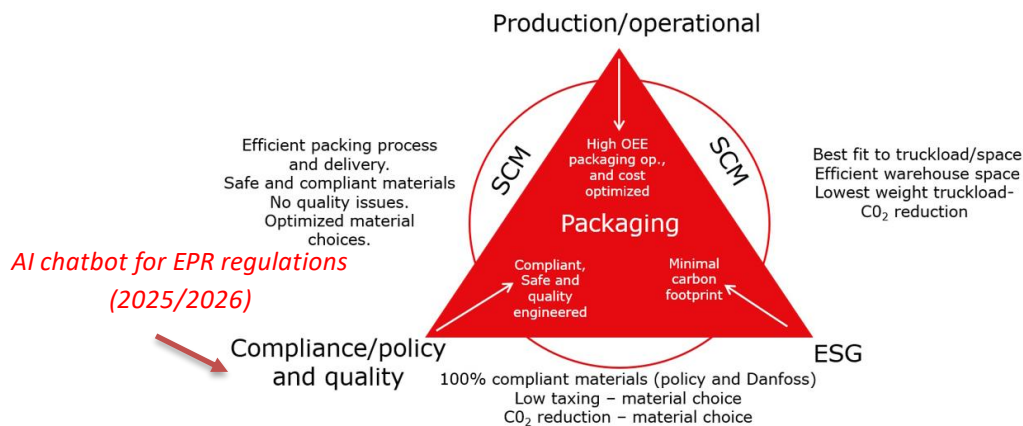 Production/operational
Efficient packing process
and delivery.
Safe and compliant materials
No quality issues.
Optimized material
choices.
SCM
High OEE
packaging op.,
and cost
optimized
SCM
Best fit to truckload/space
Efficient warehouse space
Lowest weight truckload-
C0₂ reduction
Packaging
AI chatbot for EPR regulations
(2025/2026)
Compliant,
Safe and
quality
engineered
Minimal
carbon
footprint
Compliance/policy
and quality
ESG
100% compliant materials (policy and Danfoss)
Low taxing – material choice
C0₂ reduction – material choice